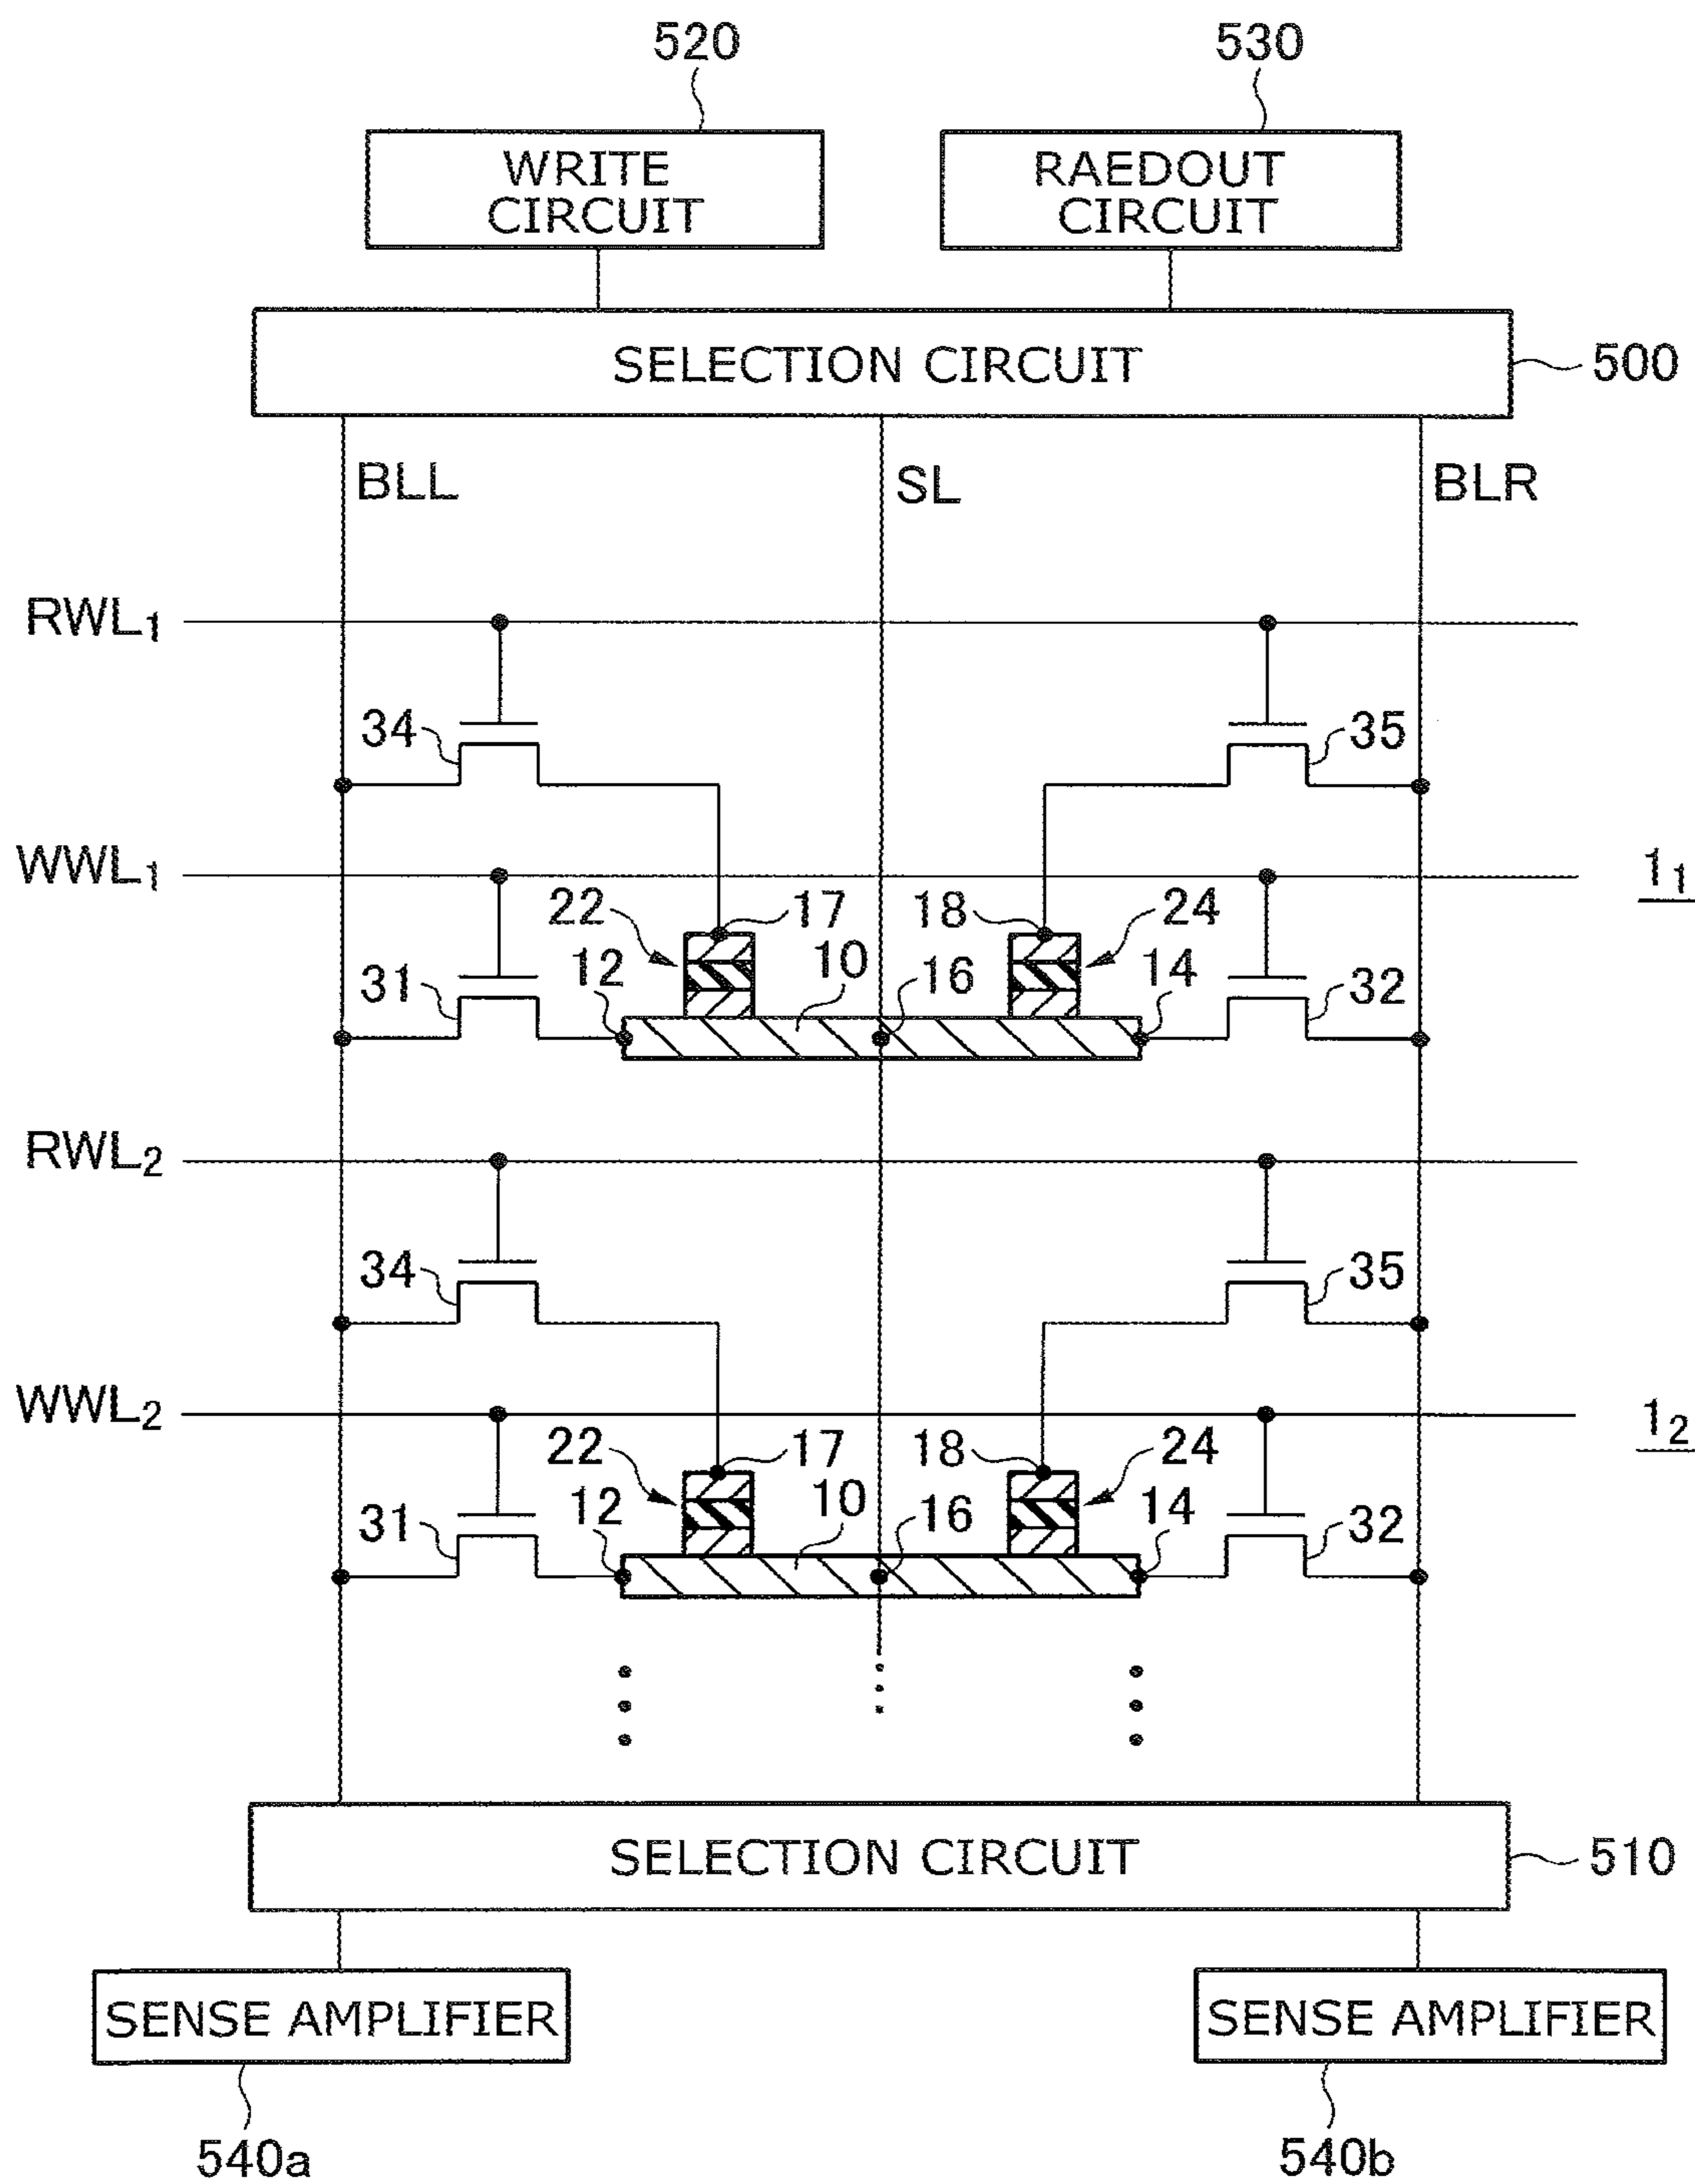 520 530
WRITE
CIRCUIT
RAEDOUT
CIRCUIT
SELECTION CIRCUIT
500
BLL SL BLR
RWL₁
34 35
WWL₁ 1₁
22 17 18 24
12 10 16 14
31 32
RWL₂
34 35
WWL₂ 1₂
22 17 18 24
12 10 16 14
31 32
SELECTION CIRCUIT
510
SENSE AMPLIFIER SENSE AMPLIFIER
540a 540b